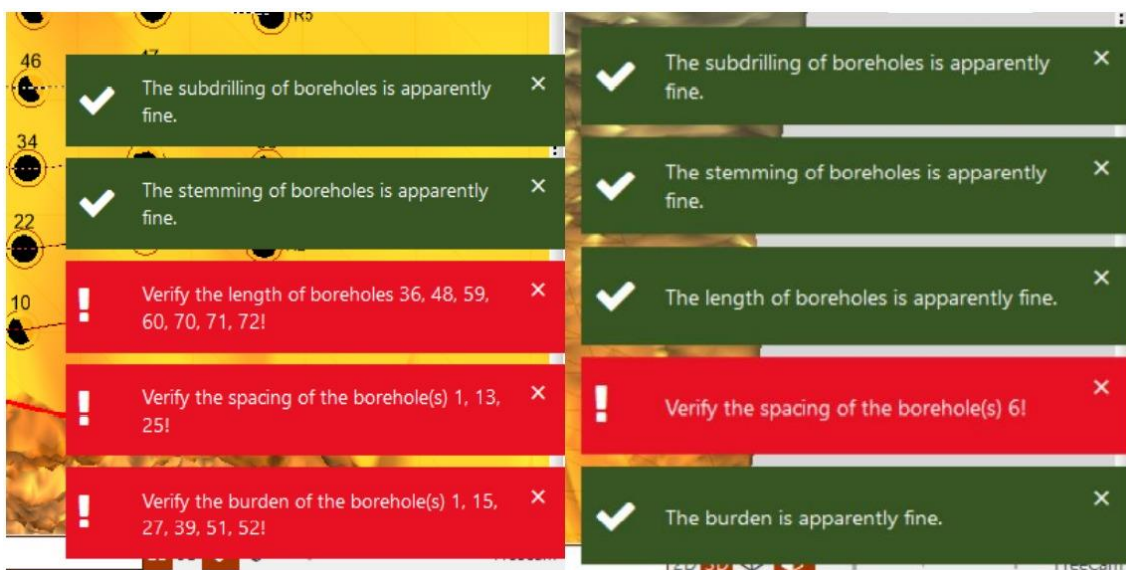 R5
46
47
34
22
10
The subdrilling of boreholes is apparently
fine.
The stemming of boreholes is apparently
fine.
Verify the length of boreholes 36, 48, 59,
60, 70, 71, 72!
Verify the spacing of the borehole(s) 1, 13,
25!
Verify the burden of the borehole(s) 1, 15,
27, 39, 51, 52!
The subdrilling of boreholes is apparently
fine.
The stemming of boreholes is apparently
fine.
The length of boreholes is apparently fine.
Verify the spacing of the borehole(s) 6!
The burden is apparently fine.